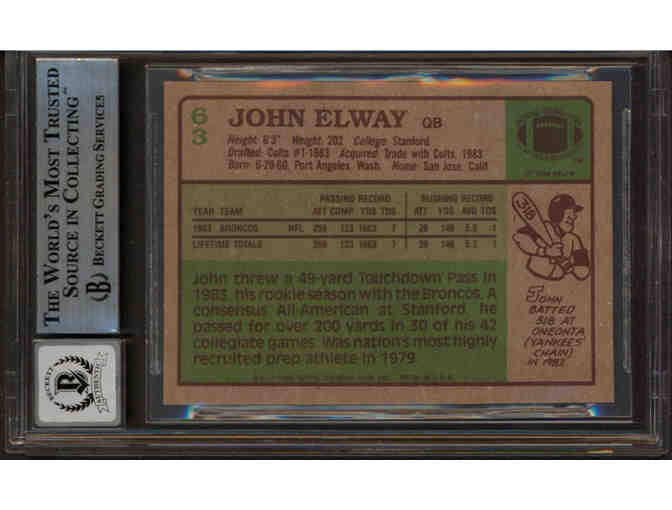 THE WORLD'S MOST TRUSTED
SOURCE IN COLLECTING™
BECKETT GRADING SERVICES
B
BECKETT
AUTHENTIC
63
JOHN ELWAY QB
Height: 6'3" Weight: 202 College: Stanford
Drafted: Colts #1-1983 Acquired: Trade with Colts, 1983
Born: 6-28-60, Port Angeles, Wash. Home: San Jose, Calif.
PASSING RECORD RUSHING RECORD
YEAR TEAM ATT COMP YDS TDS ATT YDS AVG TDS
1983 BRONCOS NFL 259 123 1663 7 28 146 5.2 1
LIFETIME TOTALS 259 123 1663 7 28 146 5.2 1
John threw a 49-yard Touchdown Pass in
1983, his rookie season with the Broncos. A
consensus All-American at Stanford, he
passed for over 200 yards in 30 of his 42
collegiate games. Was nation's most highly
recruited prep athlete in 1979.
318
JOHN
BATTED
318 AT
ONEONTA
(YANKEES'
CHAIN)
IN 1982